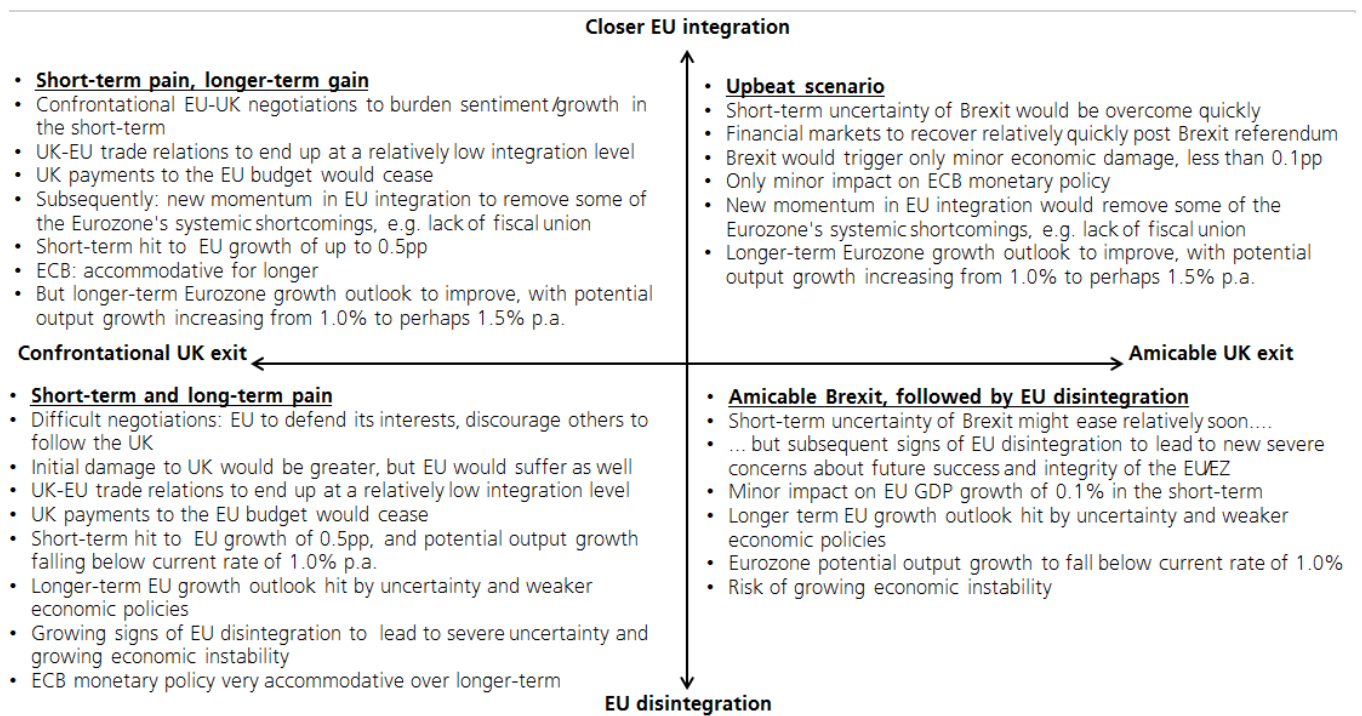 Closer EU integration
• Short-term pain, longer-term gain
• Confrontational EU-UK negotiations to burden sentiment/growth in
the short-term
• UK-EU trade relations to end up at a relatively low integration level
• UK payments to the EU budget would cease
• Subsequently: new momentum in EU integration to remove some of
the Eurozone's systemic shortcomings, e.g. lack of fiscal union
• Short-term hit to EU growth of up to 0.5pp
• ECB: accommodative for longer
• But longer-term Eurozone growth outlook to improve, with potential
output growth increasing from 1.0% to perhaps 1.5% p.a.
• Upbeat scenario
• Short-term uncertainty of Brexit would be overcome quickly
• Financial markets to recover relatively quickly post Brexit referendum
• Brexit would trigger only minor economic damage, less than 0.1pp
• Only minor impact on ECB monetary policy
• New momentum in EU integration would remove some of the
Eurozone's systemic shortcomings, e.g. lack of fiscal union
• Longer-term Eurozone growth outlook to improve, with potential
output growth increasing from 1.0% to perhaps 1.5% p.a.
Confrontational UK exit
Amicable UK exit
• Short-term and long-term pain
• Difficult negotiations: EU to defend its interests, discourage others to
follow the UK
• Initial damage to UK would be greater, but EU would suffer as well
• UK-EU trade relations to end up at a relatively low integration level
• UK payments to the EU budget would cease
• Short-term hit to EU growth of 0.5pp, and potential output growth
falling below current rate of 1.0% p.a.
• Longer-term EU growth outlook hit by uncertainty and weaker
economic policies
• Growing signs of EU disintegration to lead to severe uncertainty and
growing economic instability
• ECB monetary policy very accommodative over longer-term
• Amicable Brexit, followed by EU disintegration
• Short-term uncertainty of Brexit might ease relatively soon....
• ... but subsequent signs of EU disintegration to lead to new severe
concerns about future success and integrity of the EU/EZ
• Minor impact on EU GDP growth of 0.1% in the short-term
• Longer term EU growth outlook hit by uncertainty and weaker
economic policies
• Eurozone potential output growth to fall below current rate of 1.0%
• Risk of growing economic instability
EU disintegration